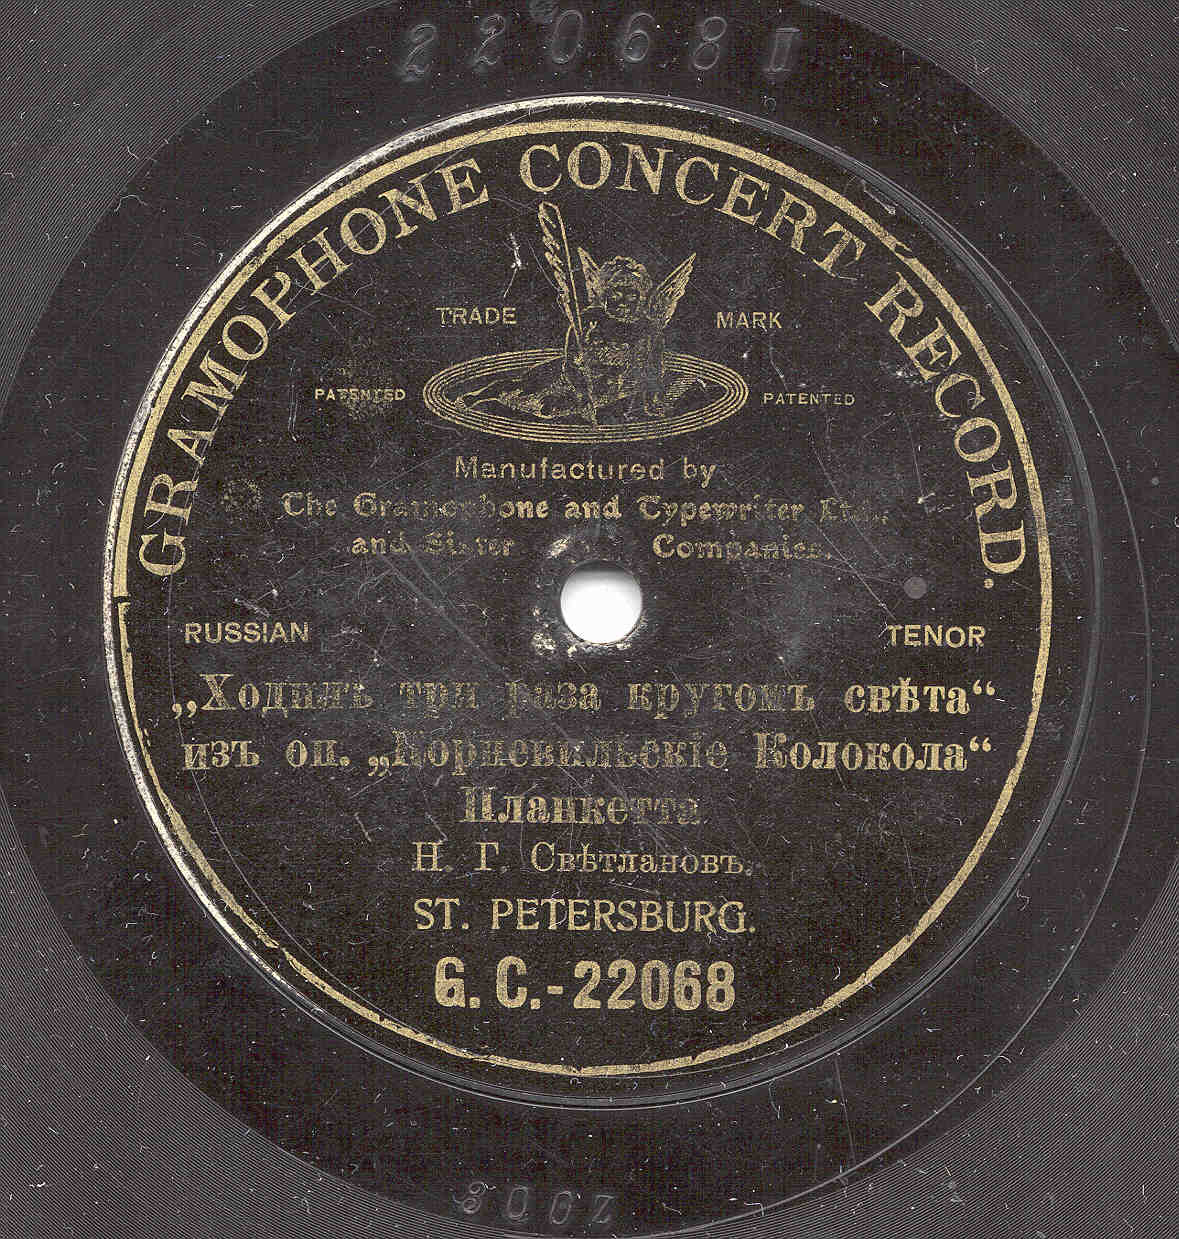 22068 II
GRAMOPHONE CONCERT RECORD.
TRADE MARK
PATENTED PATENTED
Manufactured by
The Gramophone and Typewriter Ltd.,
and Sister Companies.
RUSSIAN TENOR
„Ходилъ три раза кругомъ свѣта“
изъ оп. „Корневильскіе Колокола“
Планкетта.
Н. Г. Свѣтлановъ.
ST. PETERSBURG.
G. C.-22068